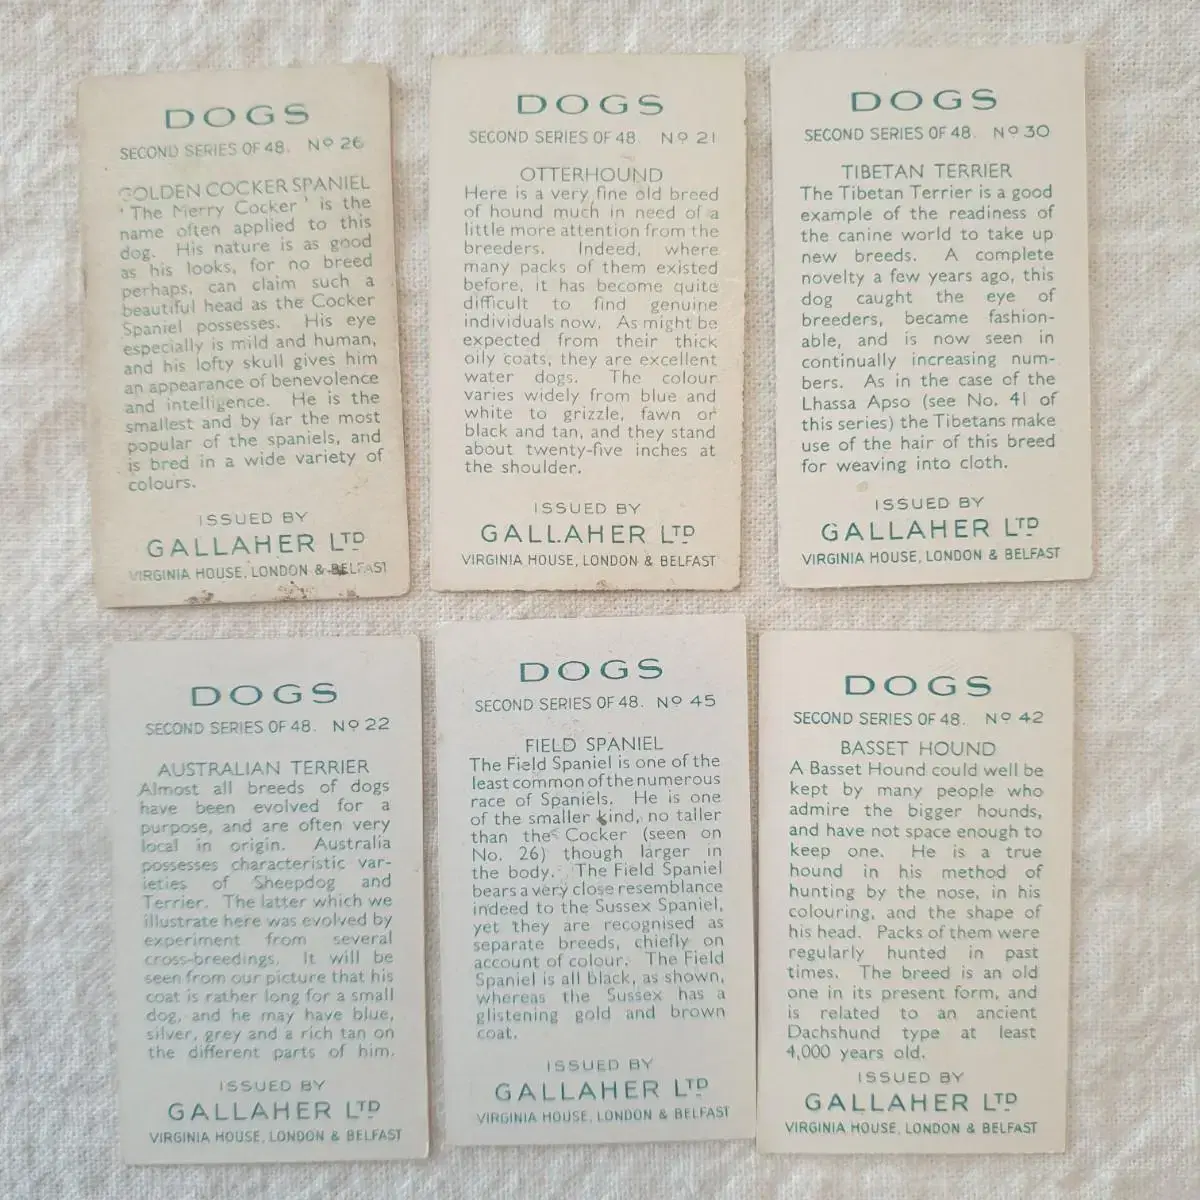 DOGS
SECOND SERIES OF 48. Nº 26
GOLDEN COCKER SPANIEL
'The Merry Cocker' is the
name often applied to this
dog. His nature is as good
as his looks, for no breed
perhaps, can claim such a
beautiful head as the Cocker
Spaniel possesses. His eye
especially is mild and human,
and his lofty skull gives him
an appearance of benevolence
and intelligence. He is the
smallest and by far the most
popular of the spaniels, and
is bred in a wide variety of
colours.
ISSUED BY
GALLAHER LTD
VIRGINIA HOUSE, LONDON & BELFAST
DOGS
SECOND SERIES OF 48. Nº 21
OTTERHOUND
Here is a very fine old breed
of hound much in need of a
little more attention from the
breeders. Indeed, where
many packs of them existed
before, it has become quite
difficult to find genuine
individuals now. As might be
expected from their thick
oily coats, they are excellent
water dogs. The colour
varies widely from blue and
white to grizzle, fawn or
black and tan, and they stand
about twenty-five inches at
the shoulder.
ISSUED BY
GALLAHER LTD
VIRGINIA HOUSE, LONDON & BELFAST
DOGS
SECOND SERIES OF 48. Nº 30
TIBETAN TERRIER
The Tibetan Terrier is a good
example of the readiness of
the canine world to take up
new breeds. A complete
novelty a few years ago, this
dog caught the eye of
breeders, became fashion-
able, and is now seen in
continually increasing num-
bers. As in the case of the
Lhassa Apso (see No. 41 of
this series) the Tibetans make
use of the hair of this breed
for weaving into cloth.
ISSUED BY
GALLAHER LTD
VIRGINIA HOUSE, LONDON & BELFAST
DOGS
SECOND SERIES OF 48. Nº 22
AUSTRALIAN TERRIER
Almost all breeds of dogs
have been evolved for a
purpose, and are often very
local in origin. Australia
possesses characteristic var-
ieties of Sheepdog and
Terrier. The latter which we
illustrate here was evolved by
experiment from several
cross-breedings. It will be
seen from our picture that his
coat is rather long for a small
dog, and he may have blue,
silver, grey and a rich tan on
the different parts of him.
ISSUED BY
GALLAHER LTD
VIRGINIA HOUSE, LONDON & BELFAST
DOGS
SECOND SERIES OF 48. Nº 45
FIELD SPANIEL
The Field Spaniel is one of the
least common of the numerous
race of Spaniels. He is one
of the smaller kind, no taller
than the Cocker (seen on
No. 26) though larger in
the body. The Field Spaniel
bears a very close resemblance
indeed to the Sussex Spaniel,
yet they are recognised as
separate breeds, chiefly on
account of colour. The Field
Spaniel is all black, as shown,
whereas the Sussex has a
glistening gold and brown
coat.
ISSUED BY
GALLAHER LTD
VIRGINIA HOUSE, LONDON & BELFAST
DOGS
SECOND SERIES OF 48. Nº 42
BASSET HOUND
A Basset Hound could well be
kept by many people who
admire the bigger hounds,
and have not space enough to
keep one. He is a true
hound in his method of
hunting by the nose, in his
colouring, and the shape of
his head. Packs of them were
regularly hunted in past
times. The breed is an old
one in its present form, and
is related to an ancient
Dachshund type at least
4,000 years old.
ISSUED BY
GALLAHER LTD
VIRGINIA HOUSE, LONDON & BELFAST